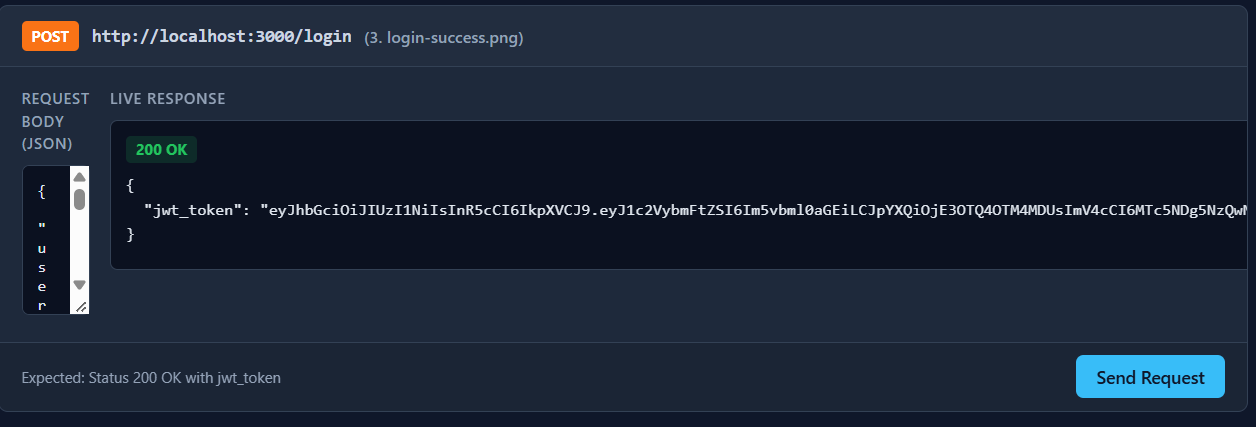 POST http://localhost:3000/login (3. login-success.png)
REQUEST BODY (JSON)
LIVE RESPONSE
{
"
u
s
e
r
200 OK
{
"jwt_token": "eyJhbGciOiJIUzI1NiIsInR5cCI6IkpXVCJ9.eyJ1c2VybmFtZSI6Im5vbml0aGEiLCJpYXQiOjE3OTQ4OTM4MDUsImV4cCI6MTc5NDg5NzQwN
}
Expected: Status 200 OK with jwt_token
Send Request